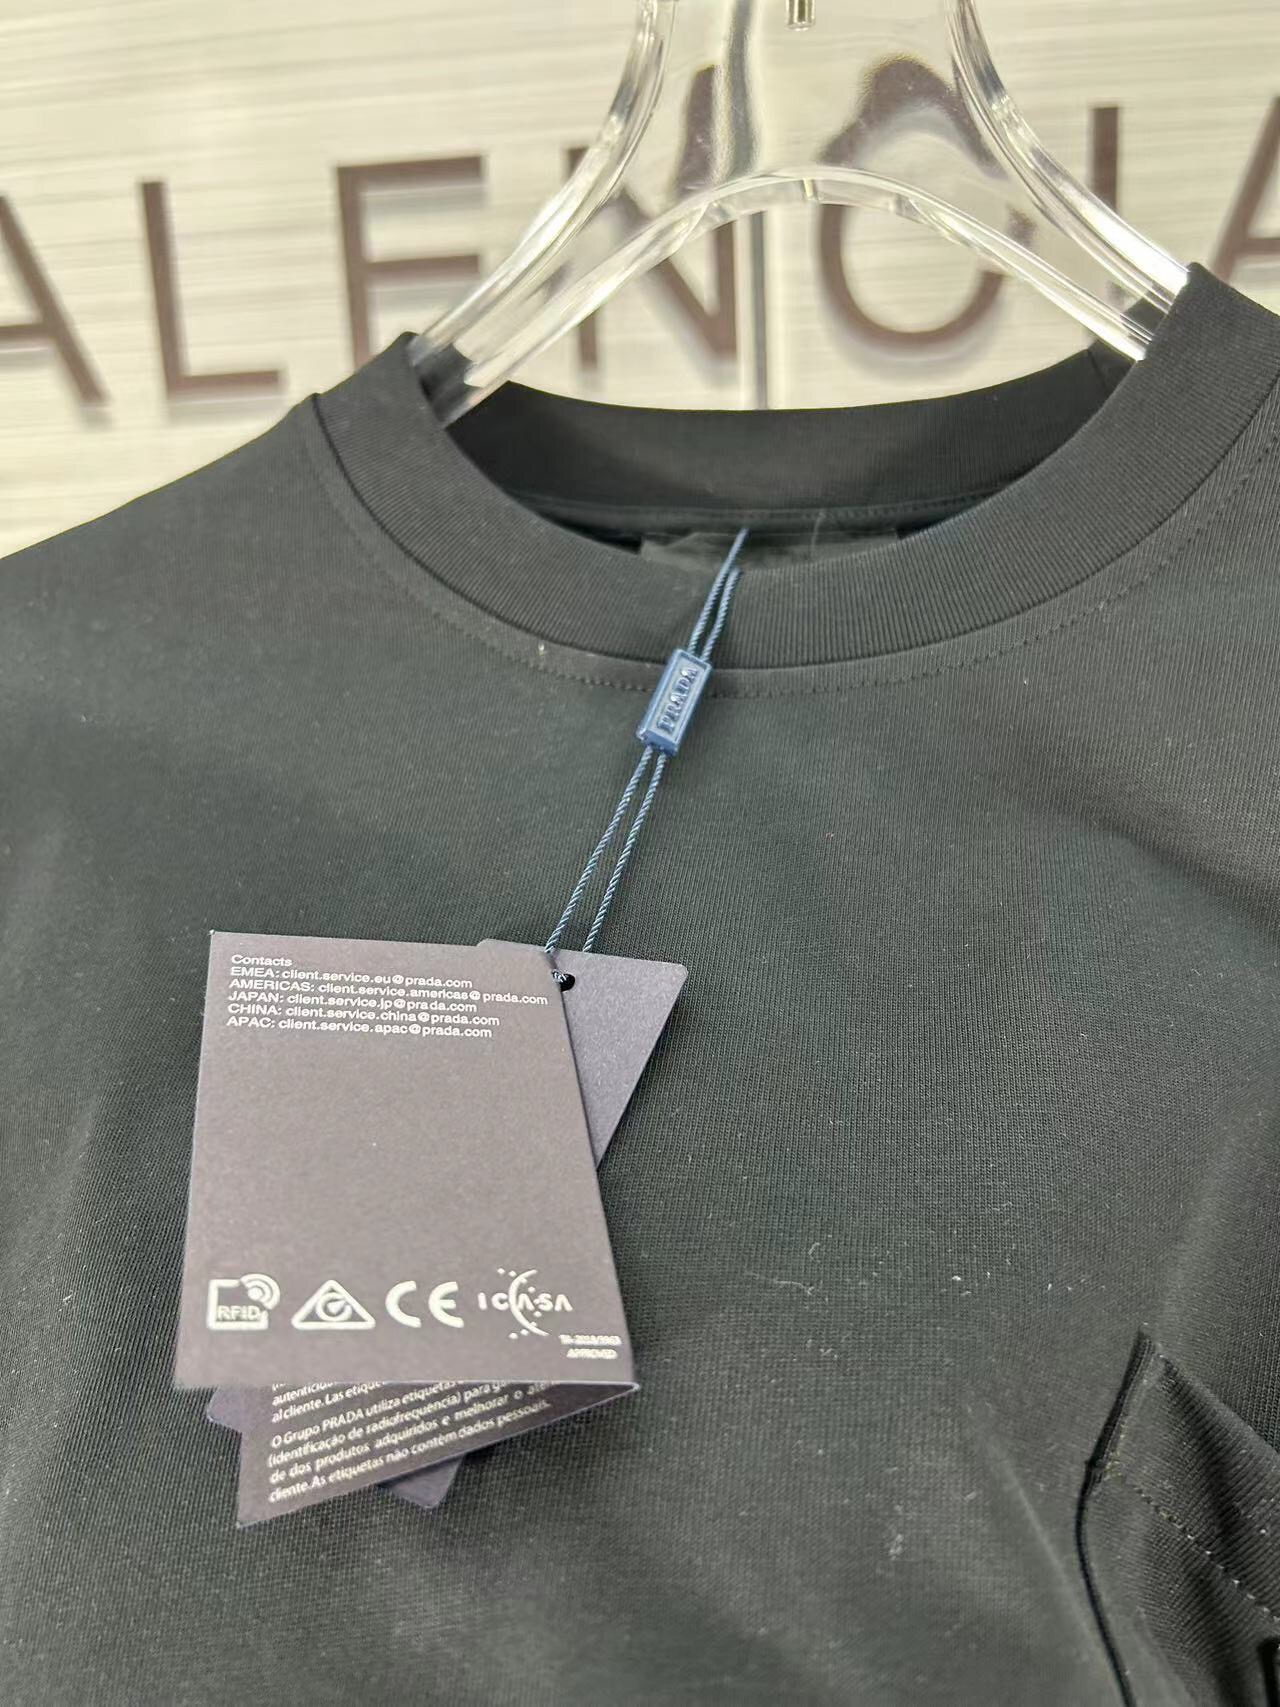 ALENCIA
PRADA
Contacts
EMEA: client.service.eu@prada.com
AMERICAS: client.service.americas@prada.com
JAPAN: client.service.jp@prada.com
CHINA: client.service.china@prada.com
APAC: client.service.apac@prada.com
RFID
CE
ICASA
APPROVED
al cliente. Las
O Grupo PRADA utiliza etiquetas
(identificação de radiofrequência) para
de dos produtos adquiridos e melhorar o
cliente. As etiquetas não contêm dados pessoais.